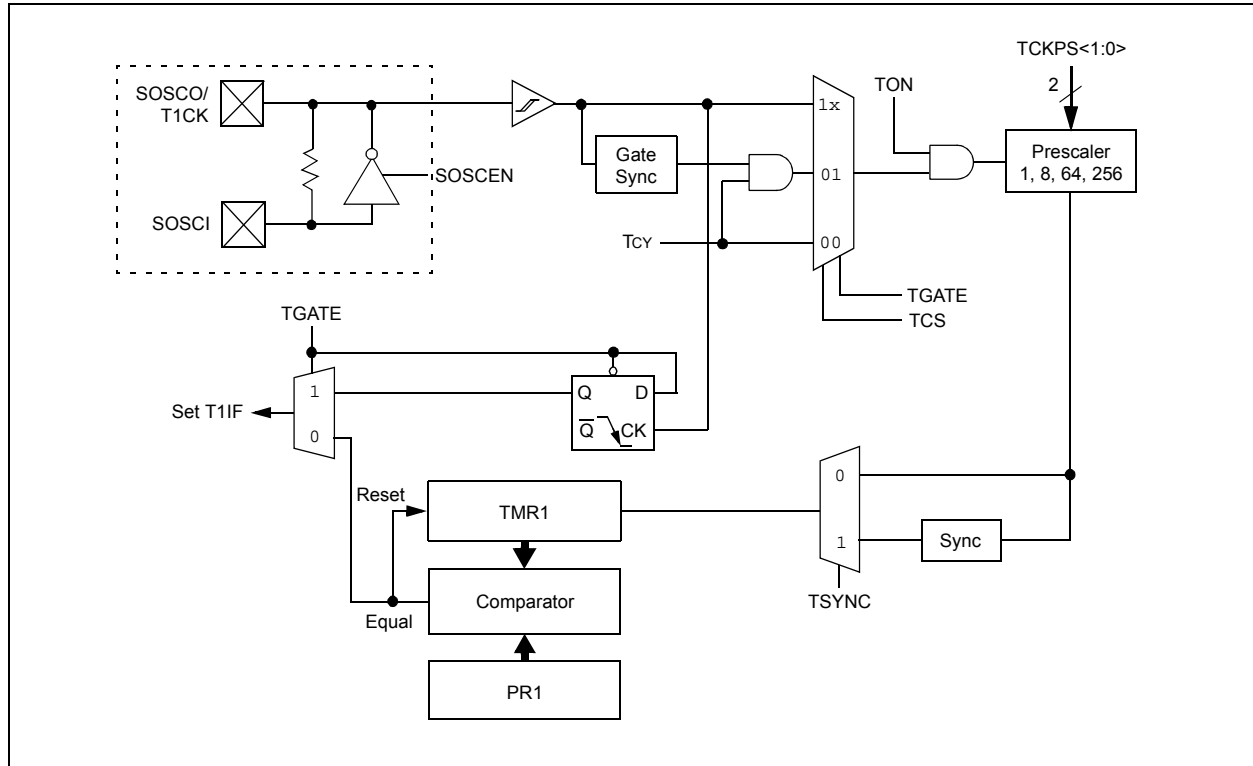 TCKPS<1:0>
2
SOSCO/
T1CK
TON
1x
Gate
Sync
Prescaler
1, 8, 64, 256
SOSCEN
01
SOSCI
TCY
00
TGATE
TCS
TGATE
1
Q
D
Set T1IF
0
Q
CK
Reset
TMR1
0
1
Sync
Comparator
TSYNC
Equal
PR1